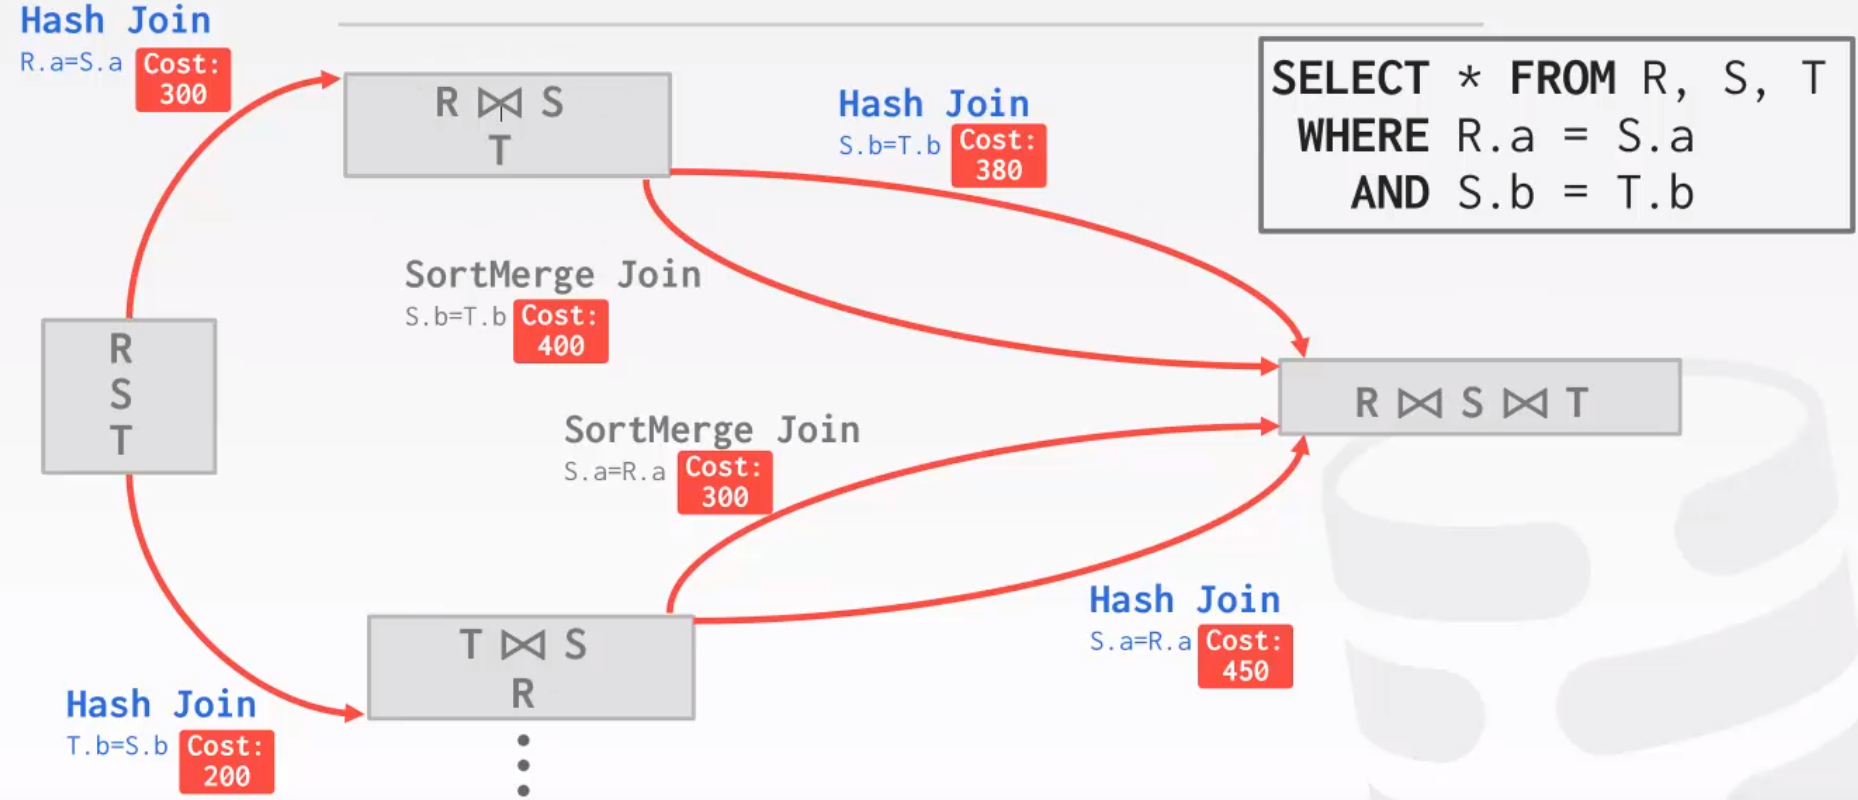 Hash Join
R.a=S.a
Cost:
300
R ⋈ S
T
Hash Join
S.b=T.b
Cost:
380
SELECT * FROM R, S, T
WHERE R.a = S.a
AND S.b = T.b
SortMerge Join
S.b=T.b
Cost:
400
R
S
T
R ⋈ S ⋈ T
SortMerge Join
S.a=R.a
Cost:
300
Hash Join
S.a=R.a
Cost:
450
T ⋈ S
R
Hash Join
T.b=S.b
Cost:
200